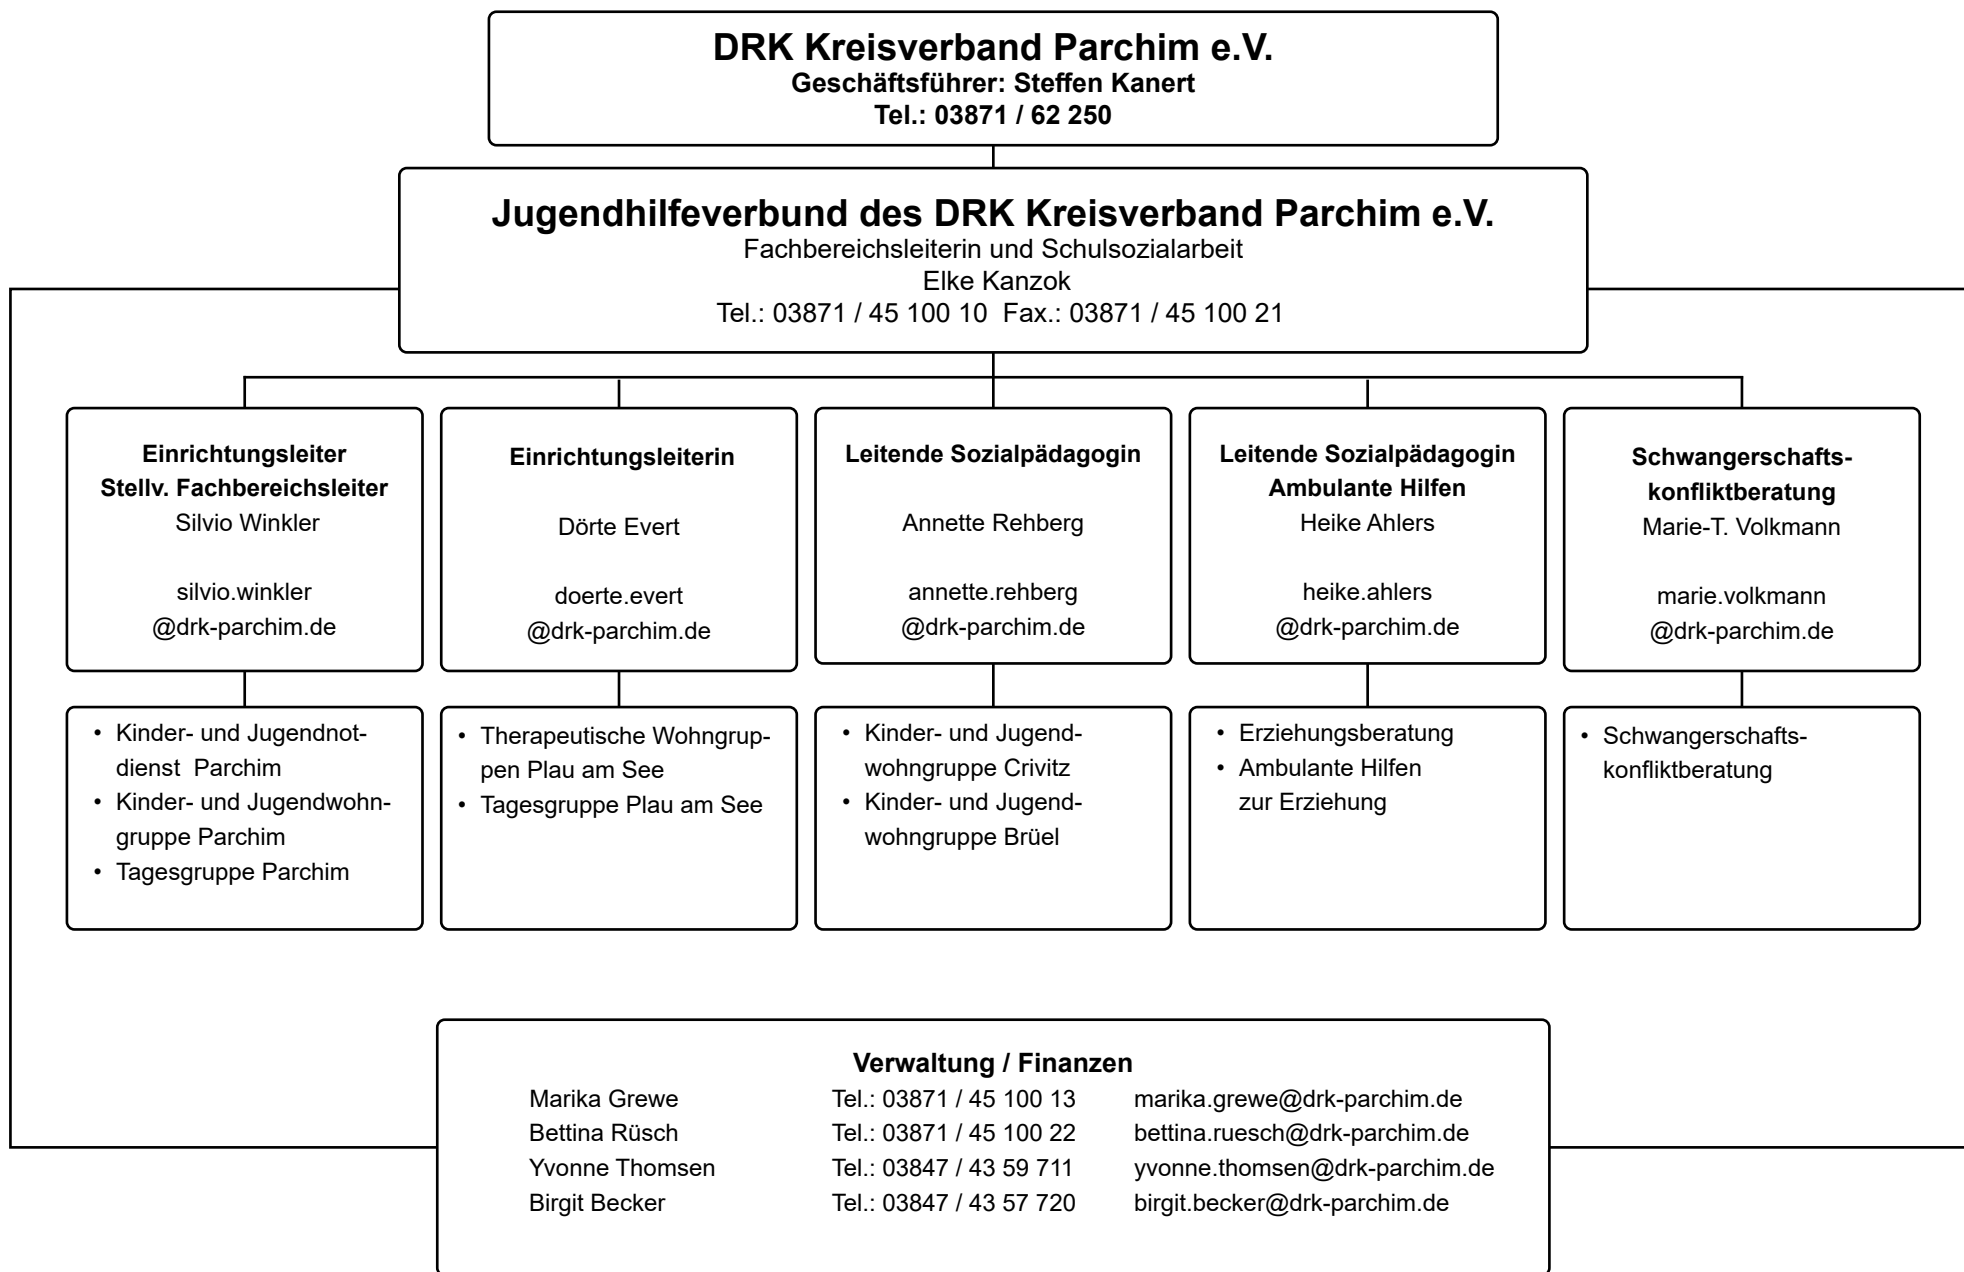 DRK Kreisverband Parchim e.V.
Geschäftsführer: Steffen Kanert
Tel.: 03871 / 62 250
Jugendhilfeverbund des DRK Kreisverband Parchim e.V.
Fachbereichsleiterin und Schulsozialarbeit
Elke Kanzok
Tel.: 03871 / 45 100 10  Fax.: 03871 / 45 100 21
Einrichtungsleiter
Stellv. Fachbereichsleiter
Silvio Winkler
silvio.winkler
@drk-parchim.de
Einrichtungsleiterin
Dörte Evert
doerte.evert
@drk-parchim.de
Leitende Sozialpädagogin
Annette Rehberg
annette.rehberg
@drk-parchim.de
Leitende Sozialpädagogin
Ambulante Hilfen
Heike Ahlers
heike.ahlers
@drk-parchim.de
Schwangerschafts-
konfliktberatung
Marie-T. Volkmann
marie.volkmann
@drk-parchim.de
• Kinder- und Jugendnot-
dienst  Parchim
• Kinder- und Jugendwohn-
gruppe Parchim
• Tagesgruppe Parchim
• Therapeutische Wohngrup-
pen Plau am See
• Tagesgruppe Plau am See
• Kinder- und Jugend-
wohngruppe Crivitz
• Kinder- und Jugend-
wohngruppe Brüel
• Erziehungsberatung
• Ambulante Hilfen
zur Erziehung
• Schwangerschafts-
konfliktberatung
Verwaltung / Finanzen
Marika Grewe Tel.: 03871 / 45 100 13 marika.grewe@drk-parchim.de
Bettina Rüsch Tel.: 03871 / 45 100 22 bettina.ruesch@drk-parchim.de
Yvonne Thomsen Tel.: 03847 / 43 59 711 yvonne.thomsen@drk-parchim.de
Birgit Becker Tel.: 03847 / 43 57 720 birgit.becker@drk-parchim.de